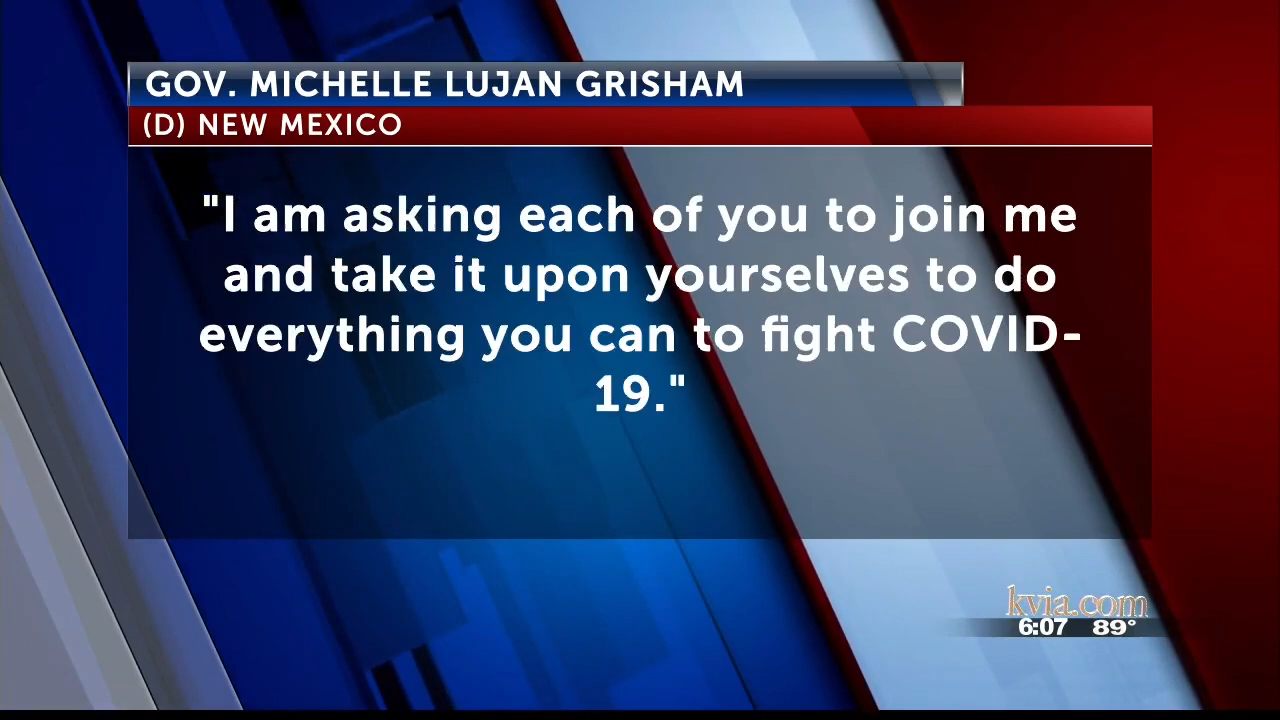 GOV. MICHELLE LUJAN GRISHAM
(D) NEW MEXICO
"I am asking each of you to join me
and take it upon yourselves to do
everything you can to fight COVID-
19."
kvia.com
6:07 89°